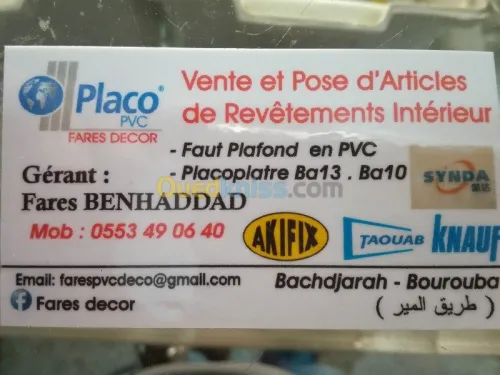 Placo®
PVC
FARES DECOR
Vente et Pose d'Articles
de Revêtements Intérieur
- Faut Plafond en PVC
- Placoplatre Ba13 . Ba10
SYNDA
Gérant :
Fares BENHADDAD
Mob : 0553 49 06 40
Ouedkniss.com
AKIFIX
TAOUAB
KNAUF
Email: farespvcdeco@gmail.com
Fares decor
Bachdjarah - Bourouba
( طريق المير )